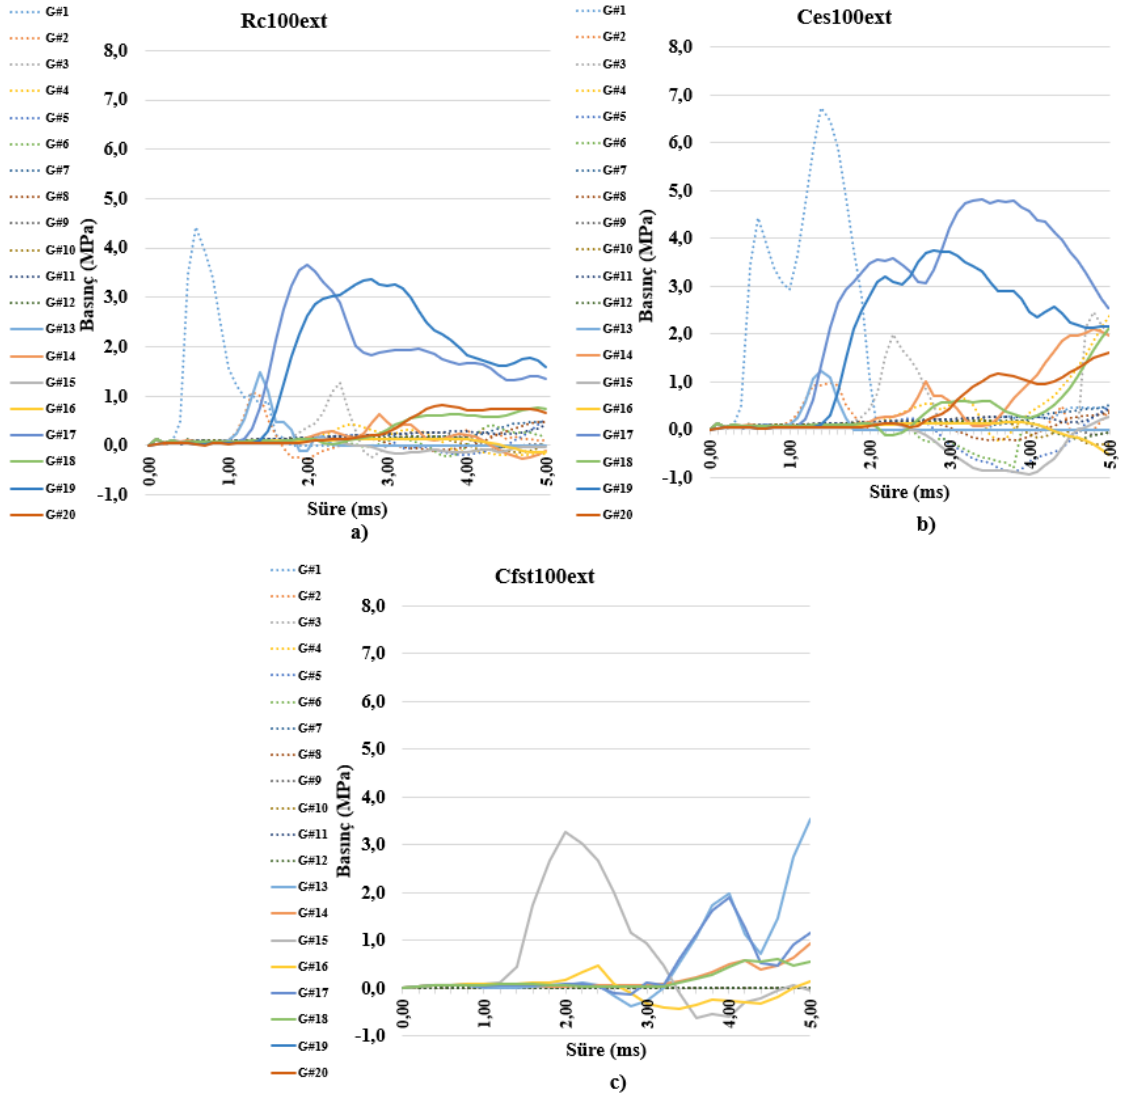 Rc100ext
G#1
G#2
G#3
G#4
G#5
G#6
G#7
G#8
G#9
G#10
G#11
G#12
G#13
G#14
G#15
G#16
G#17
G#18
G#19
G#20
Basınç (MPa)
8,0
7,0
6,0
5,0
4,0
3,0
2,0
1,0
0,0
-1,0
0,00
1,00
2,00
3,00
4,00
5,00
Süre (ms)
a)
Ces100ext
G#1
G#2
G#3
G#4
G#5
G#6
G#7
G#8
G#9
G#10
G#11
G#12
G#13
G#14
G#15
G#16
G#17
G#18
G#19
G#20
Basınç (MPa)
8,0
7,0
6,0
5,0
4,0
3,0
2,0
1,0
0,0
-1,0
0,00
1,00
2,00
3,00
4,00
5,00
Süre (ms)
b)
Cfst100ext
G#1
G#2
G#3
G#4
G#5
G#6
G#7
G#8
G#9
G#10
G#11
G#12
G#13
G#14
G#15
G#16
G#17
G#18
G#19
G#20
Basınç (MPa)
8,0
7,0
6,0
5,0
4,0
3,0
2,0
1,0
0,0
-1,0
0,00
1,00
2,00
3,00
4,00
5,00
Süre (ms)
c)